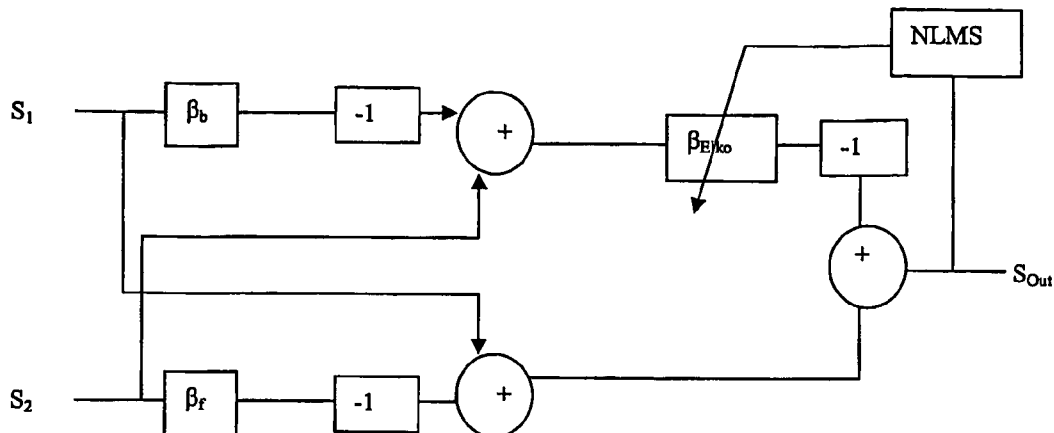 NLMS
S₁
βb
-1
+
βElko
-1
+
SOut
S₂
βf
-1
+